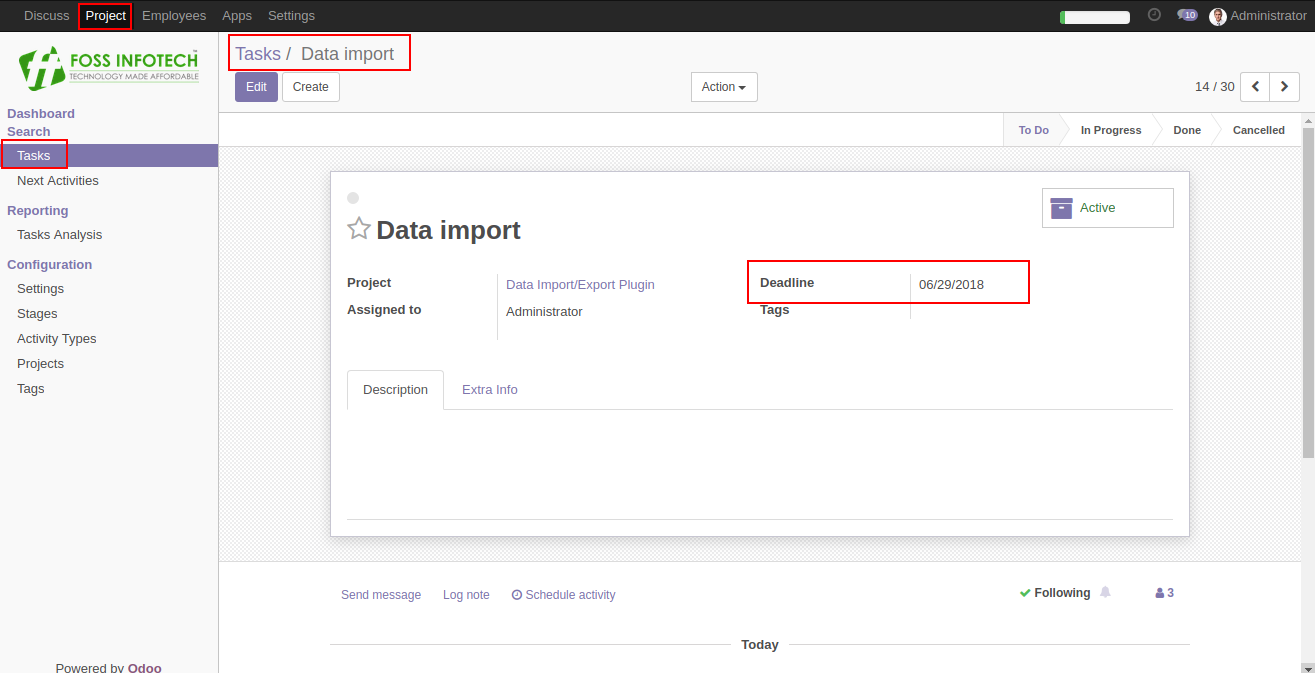 Discuss Project Employees Apps Settings 10 Administrator
FOSS INFOTECH
TECHNOLOGY MADE AFFORDABLE
Dashboard
Search
Tasks
Next Activities
Reporting
Tasks Analysis
Configuration
Settings
Stages
Activity Types
Projects
Tags
Powered by Odoo
Tasks / Data import
Edit Create Action 14 / 30
To Do In Progress Done Cancelled
Active
Data import
Project Data Import/Export Plugin
Assigned to Administrator
Deadline 06/29/2018
Tags
Description Extra Info
Send message Log note Schedule activity Following 3
Today